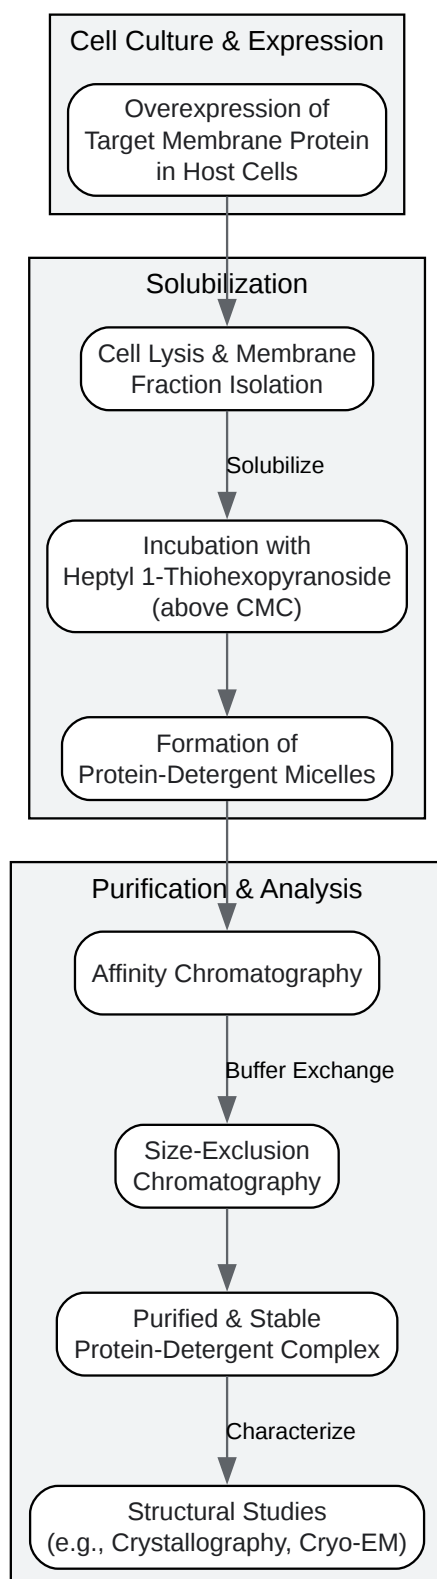 Cell Culture & Expression
Overexpression of
Target Membrane Protein
in Host Cells
Solubilization
Cell Lysis & Membrane
Fraction Isolation
Solubilize
Incubation with
Heptyl 1-Thiohexopyranoside
(above CMC)
Formation of
Protein-Detergent Micelles
Purification & Analysis
Affinity Chromatography
Buffer Exchange
Size-Exclusion
Chromatography
Purified & Stable
Protein-Detergent Complex
Characterize
Structural Studies
(e.g., Crystallography, Cryo-EM)